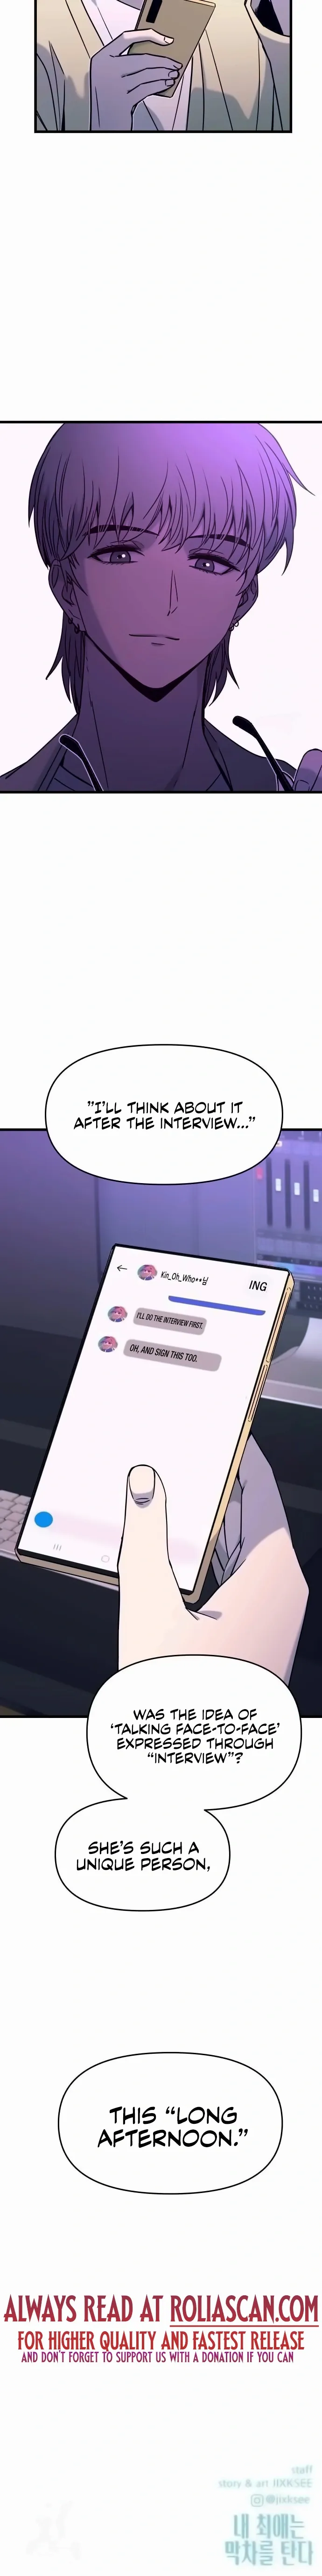 "I'LL THINK ABOUT IT
AFTER THE INTERVIEW..."
←
Kin_Oh_Who**님
ING
I'LL DO THE INTERVIEW FIRST.
OH, AND SIGN THIS TOO.
WAS THE IDEA OF
'TALKING FACE-TO-FACE'
EXPRESSED THROUGH
"INTERVIEW"?
SHE'S SUCH A
UNIQUE PERSON,
THIS "LONG
AFTERNOON."
ALWAYS READ AT ROLIASCAN.COM
FOR HIGHER QUALITY AND FASTEST RELEASE
AND DON'T FORGET TO SUPPORT US WITH A DONATION IF YOU CAN
staff
story & art JIXKSEE
@jixksee
내 최애는
막차를 탄다